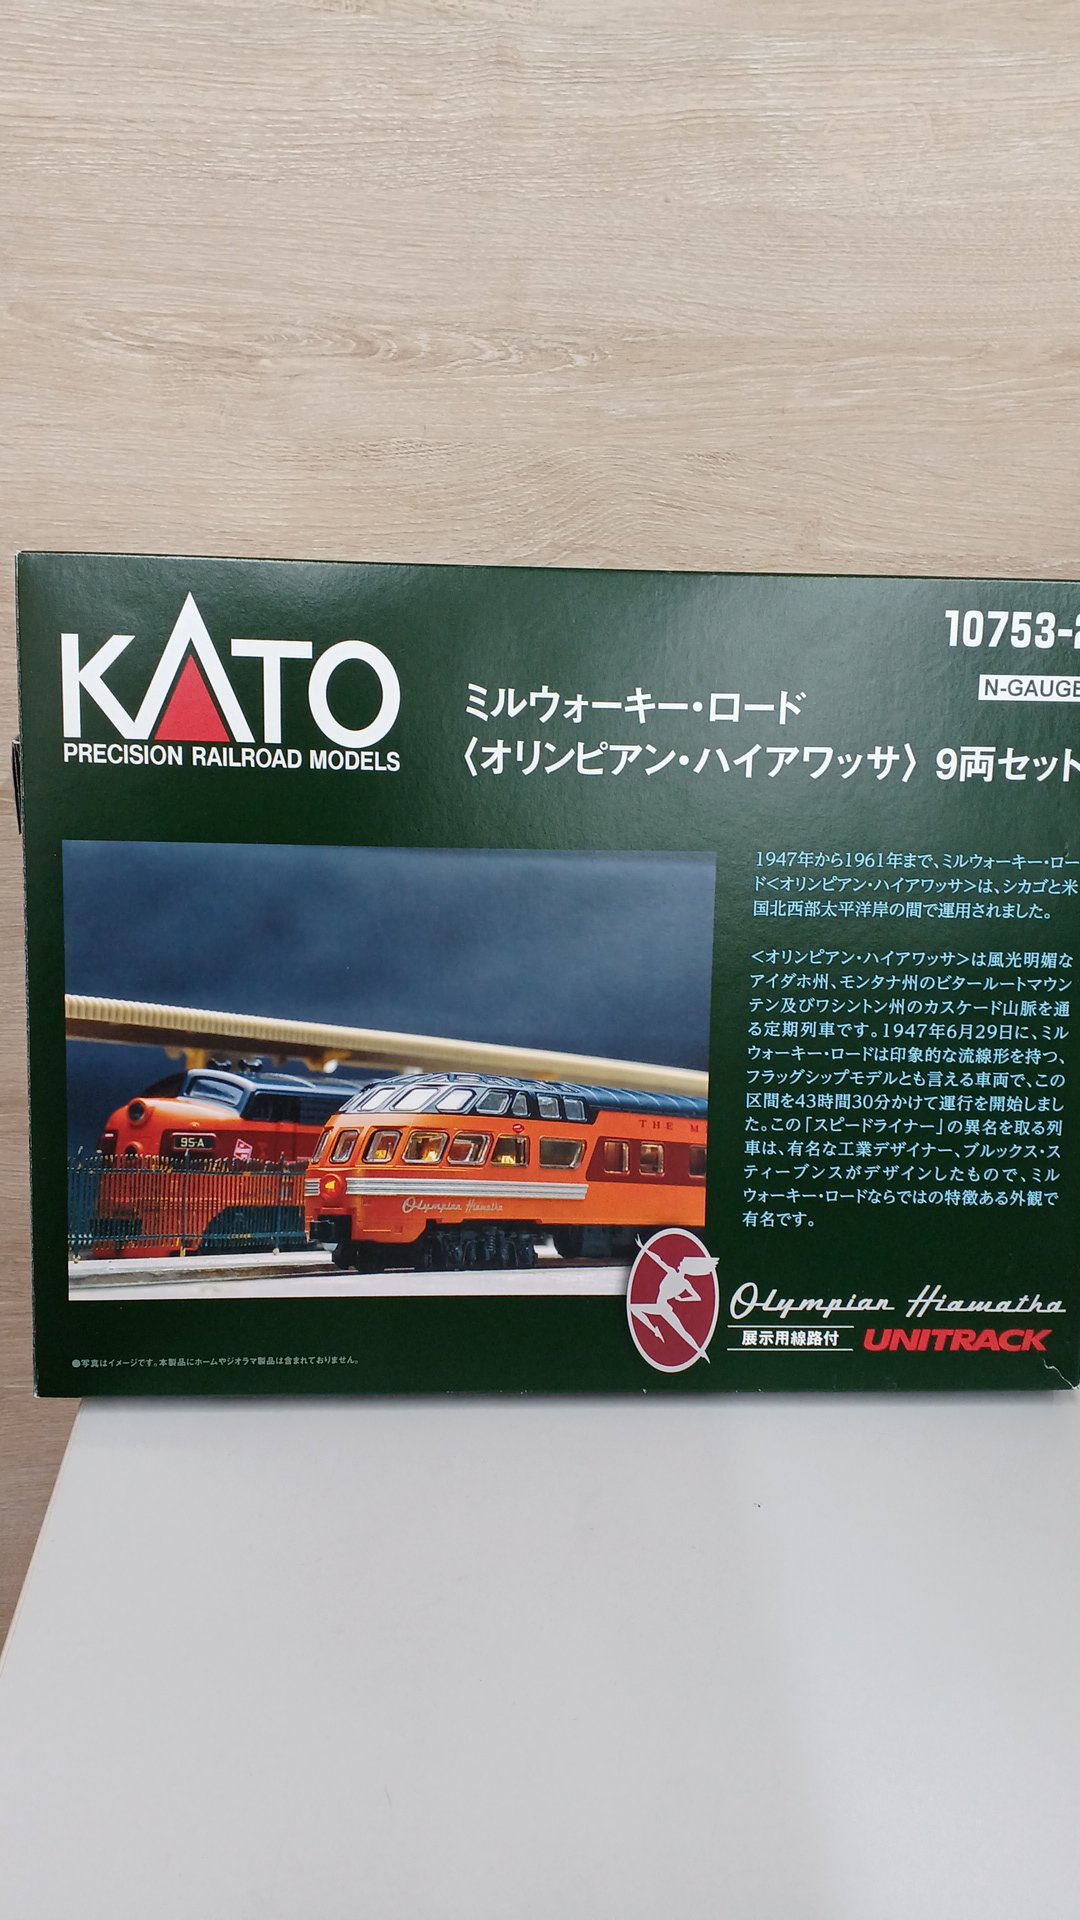 KATO
PRECISION RAILROAD MODELS
10753-2
N-GAUGE
ミルウォーキー・ロード
〈オリンピアン・ハイアワッサ〉 9両セット
1947年から1961年まで、ミルウォーキー・ロー
ド<オリンピアン・ハイアワッサ>は、シカゴと米
国北西部太平洋岸の間で運用されました。
<オリンピアン・ハイアワッサ>は風光明媚な
アイダホ州、モンタナ州のビタールートマウン
テン及びワシントン州のカスケード山脈を通
る定期列車です。1947年6月29日に、ミル
ウォーキー・ロードは印象的な流線形を持つ、
フラッグシップモデルとも言える車両で、この
区間を43時間30分かけて運行を開始しまし
た。この「スピードライナー」の異名を取る列
車は、有名な工業デザイナー、ブルックス・ス
ティーブンスがデザインしたもので、ミル
ウォーキー・ロードならではの特徴ある外観で
有名です。
95-A
THE M
Olympian Hiawatha
Olympian Hiawatha
展示用線路付 UNITRACK
●写真はイメージです。本製品にホームやジオラマ製品は含まれておりません。